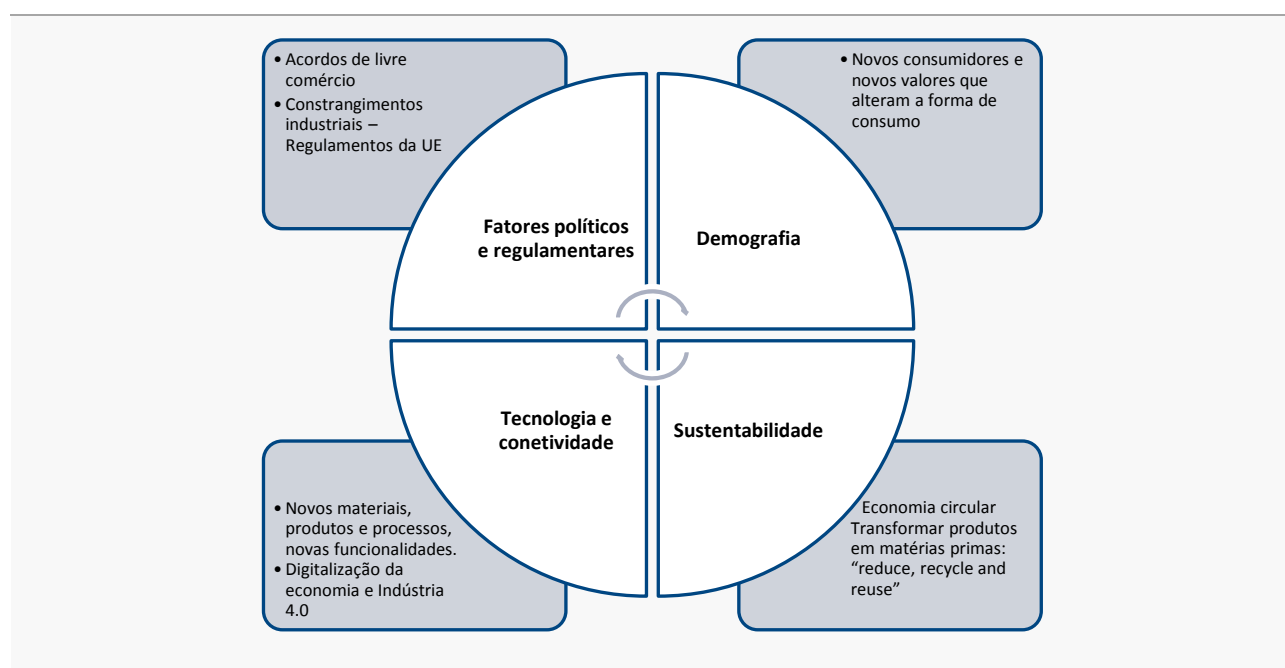 • Acordos de livre
comércio
• Constrangimentos
industriais –
Regulamentos da UE
• Novos consumidores e
novos valores que
alteram a forma de
consumo
Fatores políticos
e regulamentares
Demografia
Tecnologia e
conetividade
Sustentabilidade
• Novos materiais,
produtos e processos,
novas funcionalidades.
• Digitalização da
economia e Indústria
4.0
Economia circular
Transformar produtos
em matérias primas:
“reduce, recycle and
reuse”